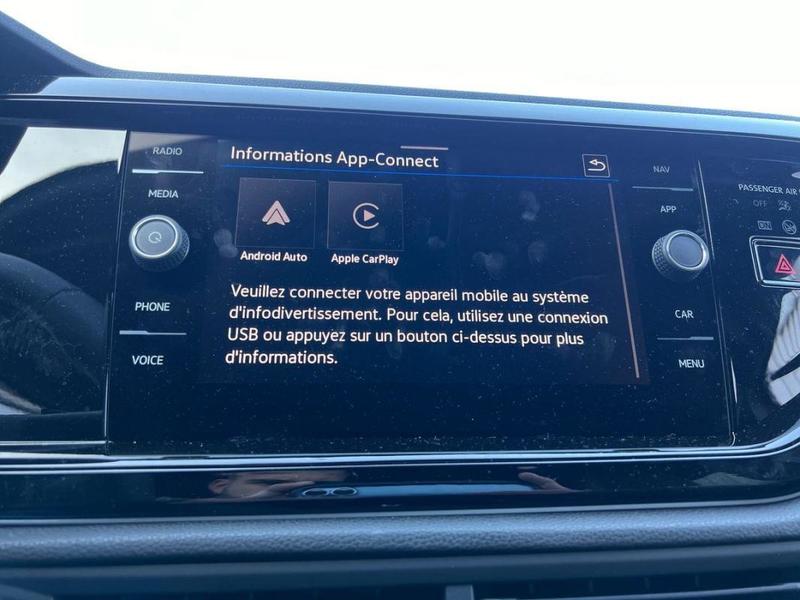 RADIO
MEDIA
PHONE
VOICE
Informations App-Connect
Android Auto
Apple CarPlay
Veuillez connecter votre appareil mobile au système
d'infodivertissement. Pour cela, utilisez une connexion
USB ou appuyez sur un bouton ci-dessus pour plus
d'informations.
NAV
APP
CAR
MENU
PASSENGER AIR
OFF
ON